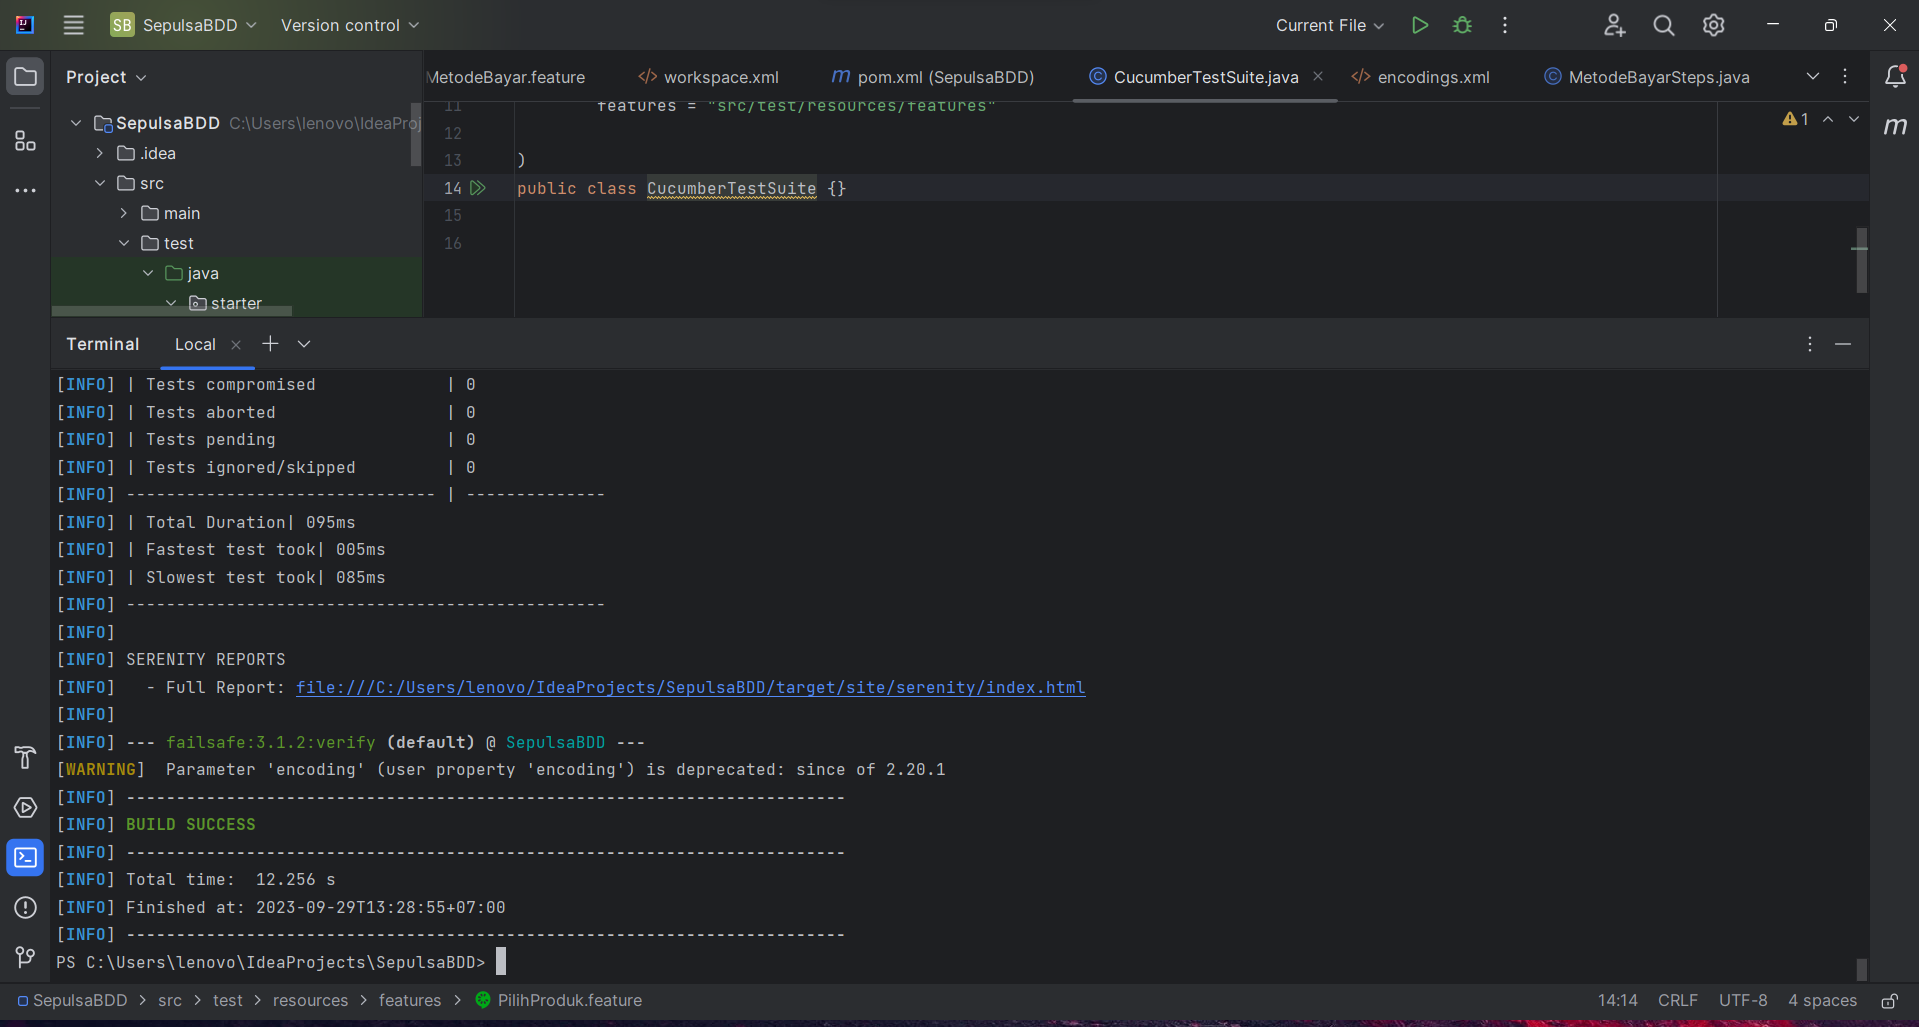 SB SepulsaBDD Version control Current File
Project
MetodeBayar.feature workspace.xml pom.xml (SepulsaBDD) CucumberTestSuite.java encodings.xml MetodeBayarSteps.java
SepulsaBDD C:\Users\lenovo\IdeaProj
.idea
src
main
test
java
starter
11 features = "src/test/resources/features"
12
13 )
14 public class CucumberTestSuite {}
15
16
1
Terminal Local
[INFO] | Tests compromised | 0
[INFO] | Tests aborted | 0
[INFO] | Tests pending | 0
[INFO] | Tests ignored/skipped | 0
[INFO] ------------------------------- | --------------
[INFO] | Total Duration| 095ms
[INFO] | Fastest test took| 005ms
[INFO] | Slowest test took| 085ms
[INFO] ------------------------------------------------
[INFO]
[INFO] SERENITY REPORTS
[INFO]   - Full Report: file:///C:/Users/lenovo/IdeaProjects/SepulsaBDD/target/site/serenity/index.html
[INFO]
[INFO] --- failsafe:3.1.2:verify (default) @ SepulsaBDD ---
[WARNING]  Parameter 'encoding' (user property 'encoding') is deprecated: since of 2.20.1
[INFO] ------------------------------------------------------------------------
[INFO] BUILD SUCCESS
[INFO] ------------------------------------------------------------------------
[INFO] Total time:  12.256 s
[INFO] Finished at: 2023-09-29T13:28:55+07:00
[INFO] ------------------------------------------------------------------------
PS C:\Users\lenovo\IdeaProjects\SepulsaBDD>
SepulsaBDD > src > test > resources > features > PilihProduk.feature 14:14 CRLF UTF-8 4 spaces